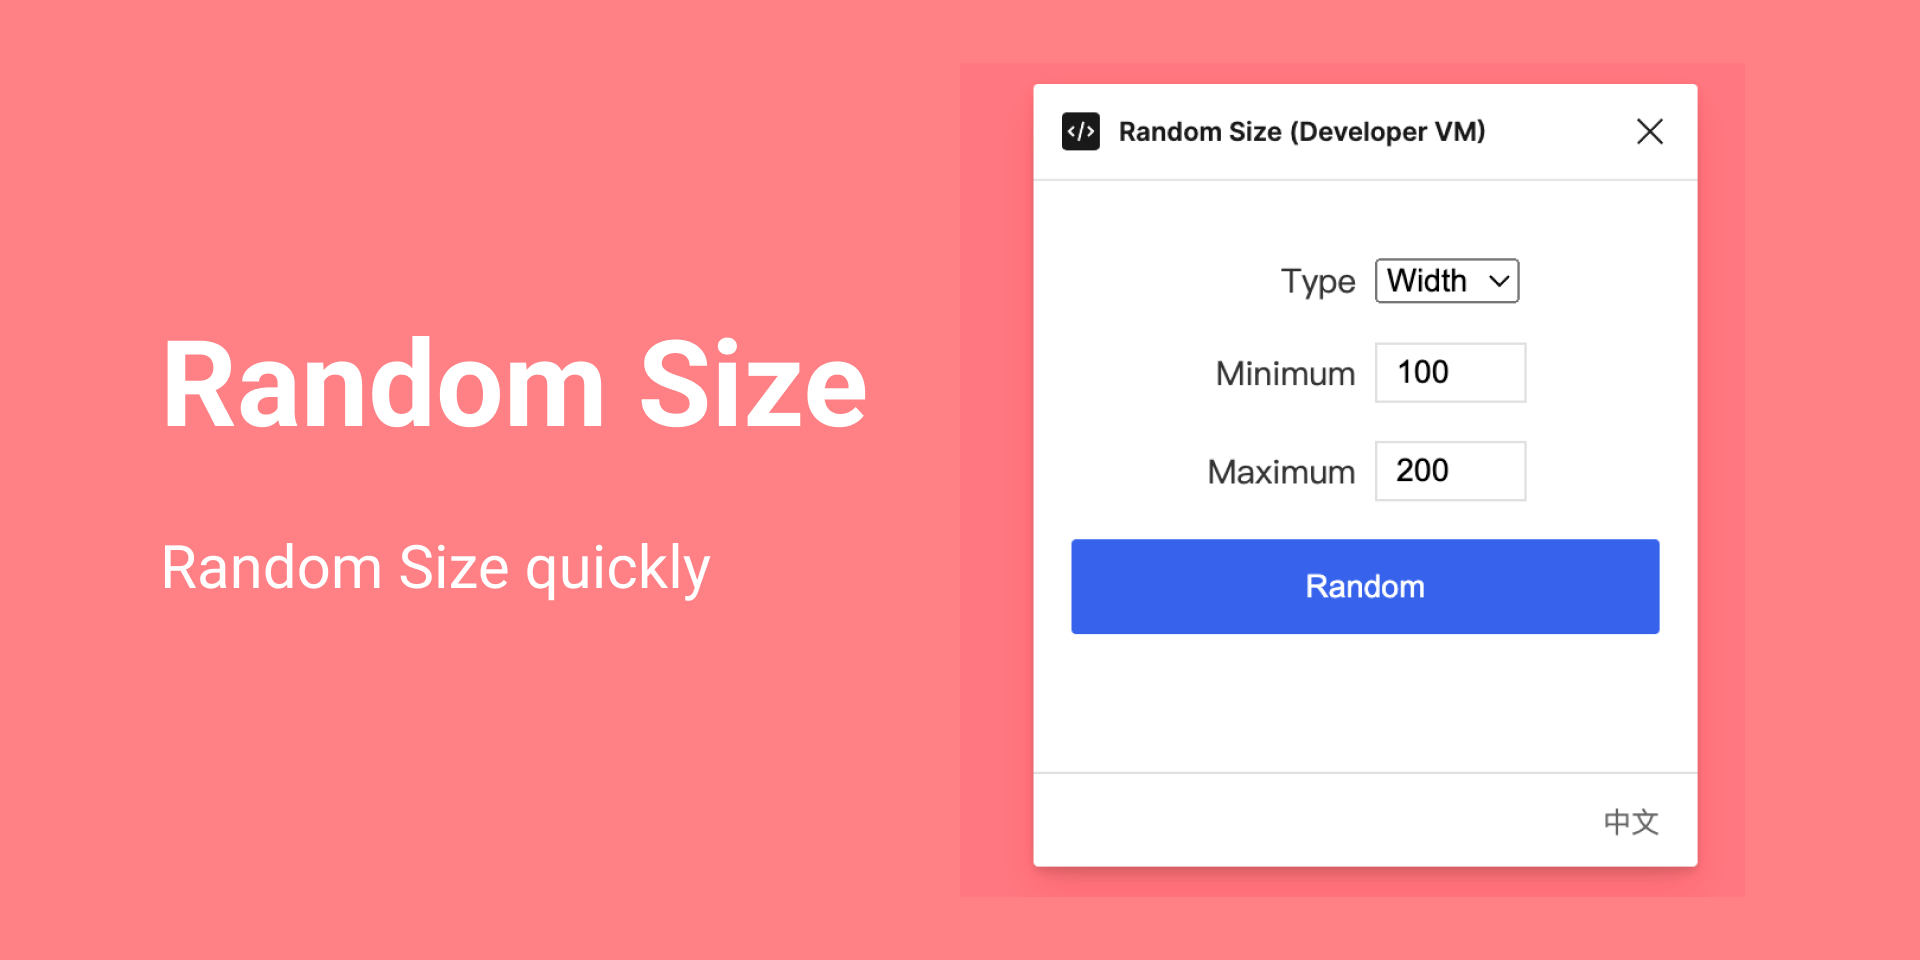 Random Size
Random Size quickly
</> Random Size (Developer VM)
Type Width
Minimum 100
Maximum 200
Random
中文